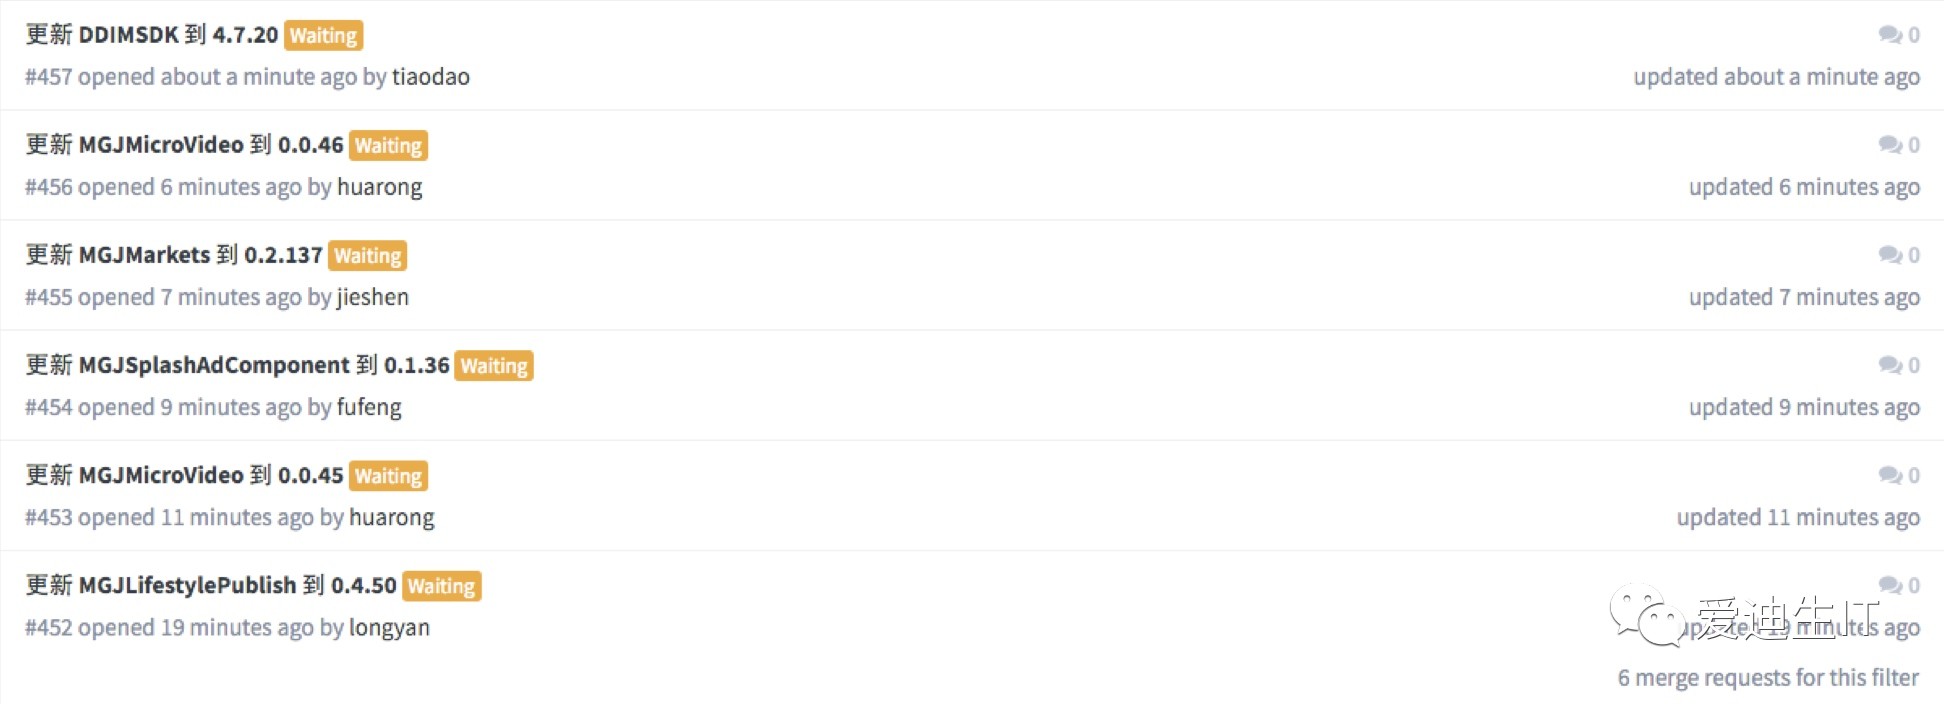 更新 DDIMSDK 到 4.7.20 Waiting 0
#457 opened about a minute ago by tiaodao updated about a minute ago
更新 MGJMicroVideo 到 0.0.46 Waiting 0
#456 opened 6 minutes ago by huarong updated 6 minutes ago
更新 MGJMarkets 到 0.2.137 Waiting 0
#455 opened 7 minutes ago by jieshen updated 7 minutes ago
更新 MGJSplashAdComponent 到 0.1.36 Waiting 0
#454 opened 9 minutes ago by fufeng updated 9 minutes ago
更新 MGJMicroVideo 到 0.0.45 Waiting 0
#453 opened 11 minutes ago by huarong updated 11 minutes ago
更新 MGJLifestylePublish 到 0.4.50 Waiting 0
#452 opened 19 minutes ago by longyan updated 19 minutes ago
爱迪生IT
6 merge requests for this filter